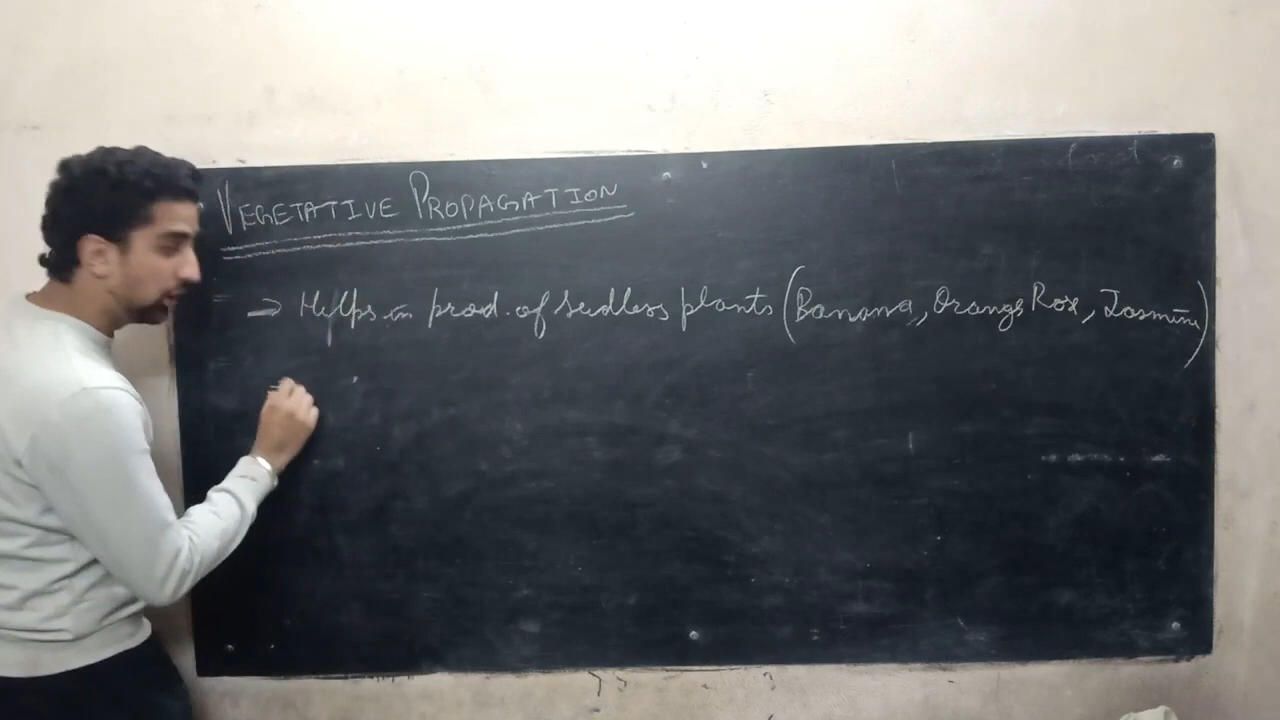 VEGETATIVE PROPAGATION
→ Helps in prod. of seedless plants (Banana, Orange Rose, Jasmine)